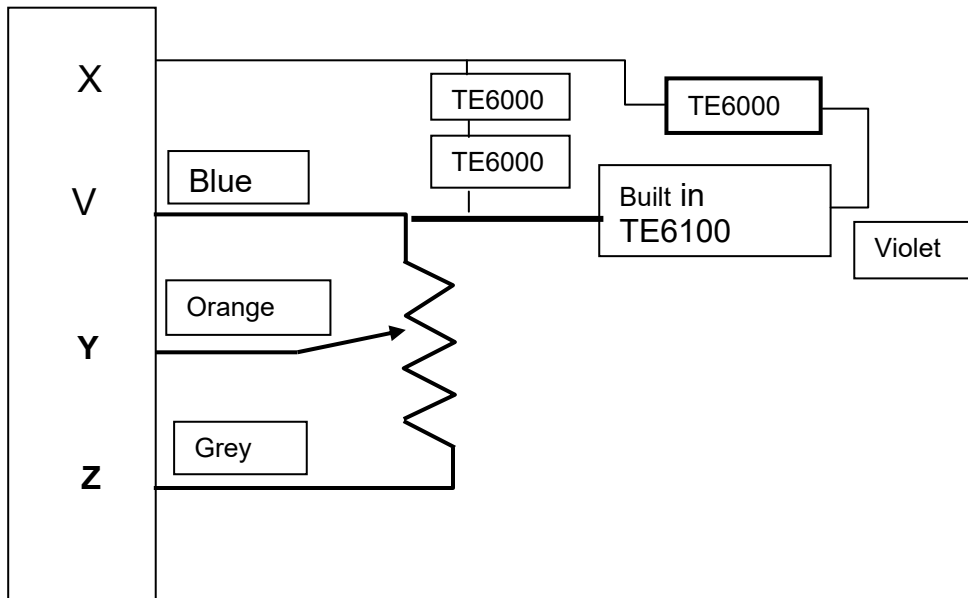 X
TE6000
TE6000
TE6000
Blue
V
Built in
TE6100
Violet
Orange
Y
Grey
Z